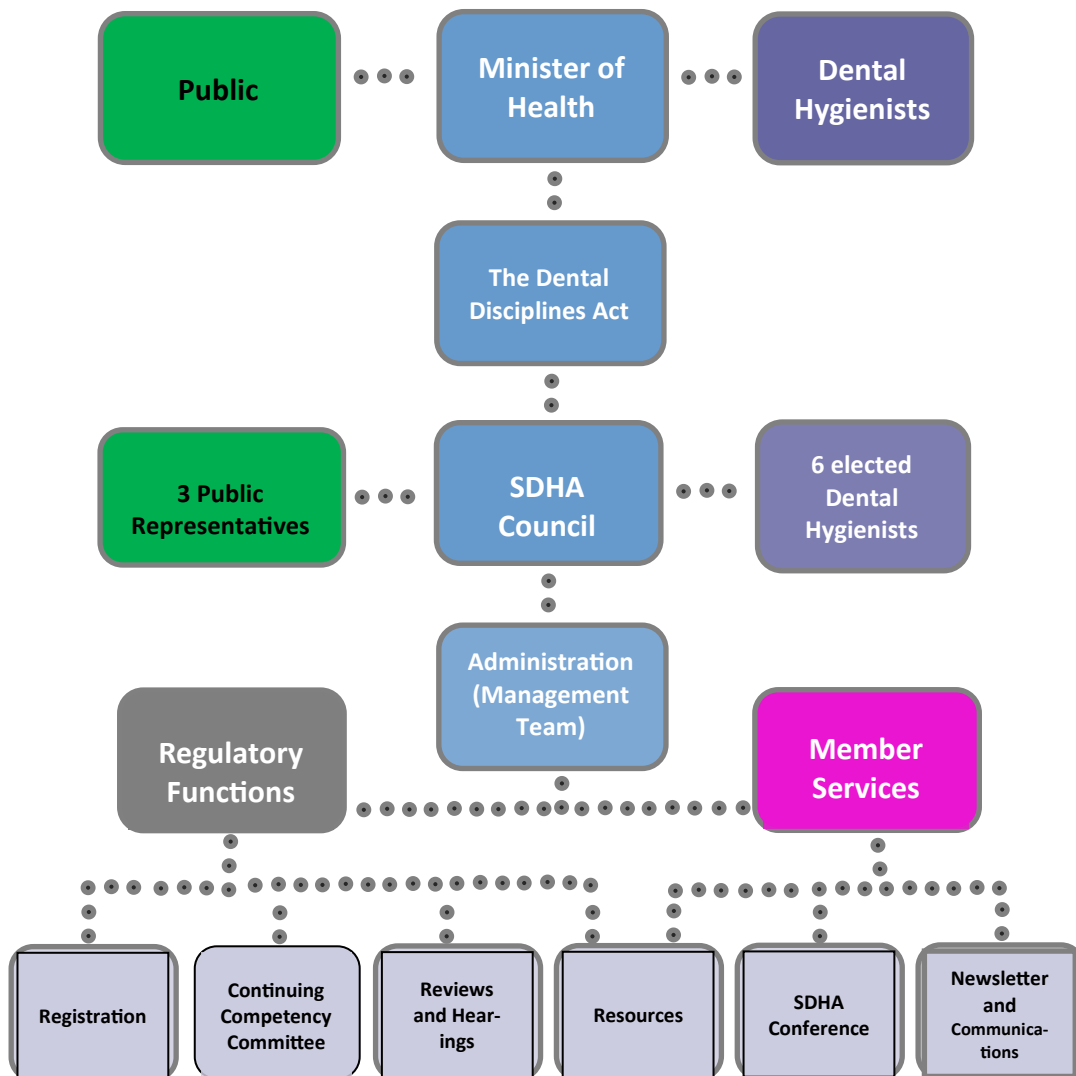 Public
Minister of
Health
Dental
Hygienists
The Dental
Disciplines Act
3 Public
Representatives
SDHA
Council
6 elected
Dental
Hygienists
Administration
(Management
Team)
Regulatory
Functions
Member
Services
Registration
Continuing
Competency
Committee
Reviews
and Hear-
ings
Resources
SDHA
Conference
Newsletter
and
Communica-
tions